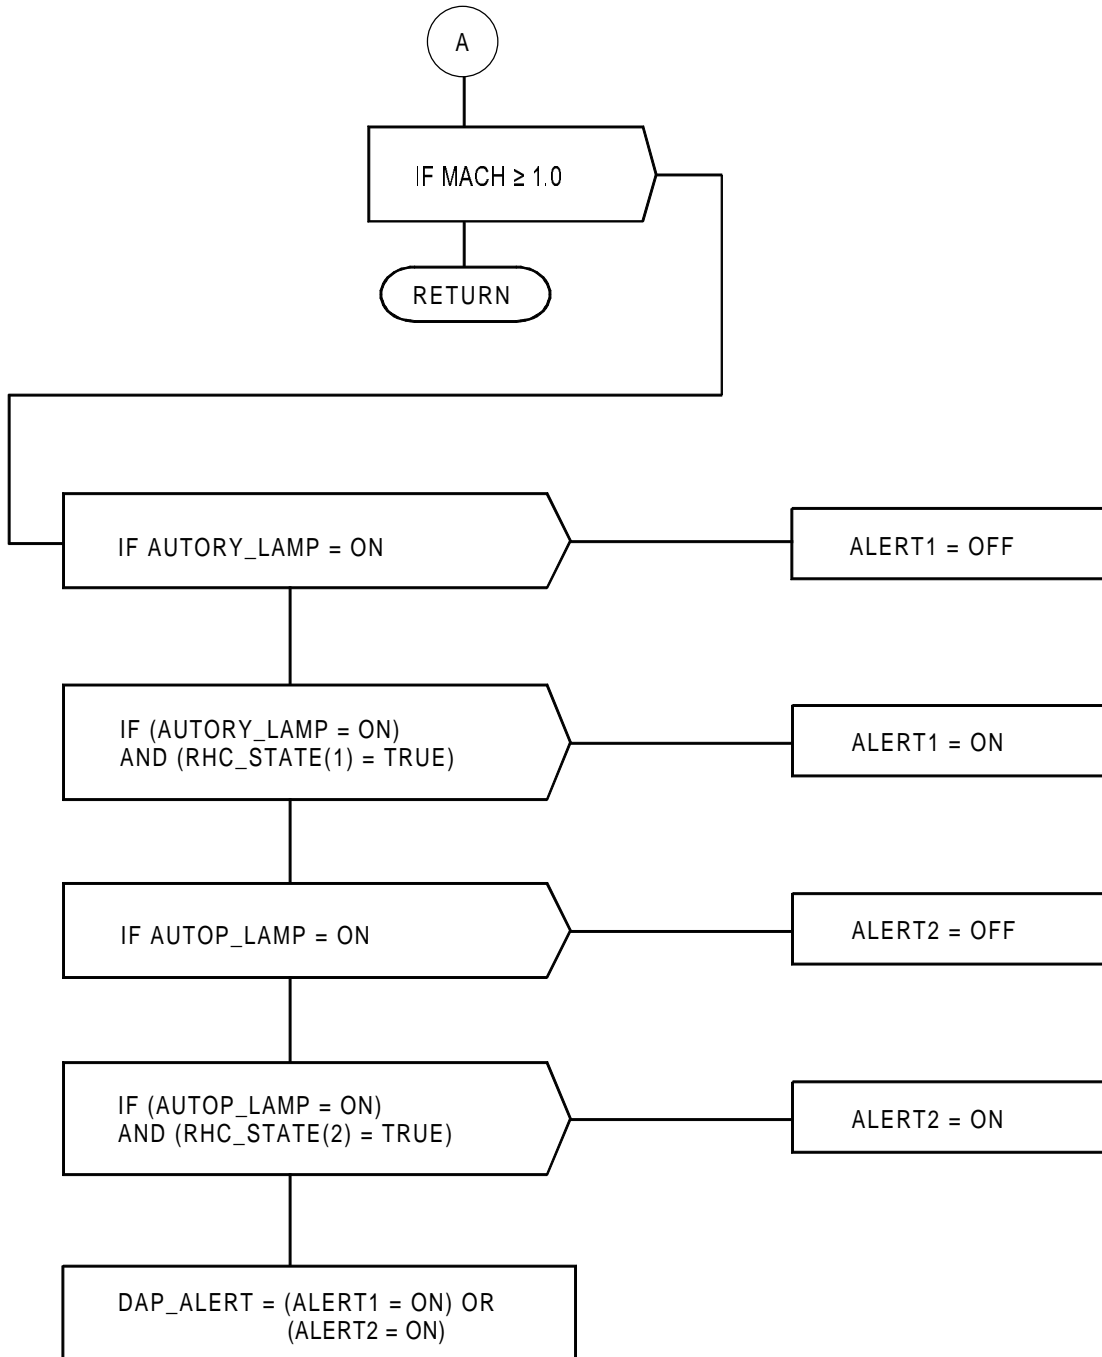 A
IF MACH ≥ 1.0
RETURN
IF AUTORY_LAMP = ON
ALERT1 = OFF
IF (AUTORY_LAMP = ON)
AND (RHC_STATE(1) = TRUE)
ALERT1 = ON
IF AUTOP_LAMP = ON
ALERT2 = OFF
IF (AUTOP_LAMP = ON)
AND (RHC_STATE(2) = TRUE)
ALERT2 = ON
DAP_ALERT = (ALERT1 = ON) OR
(ALERT2 = ON)